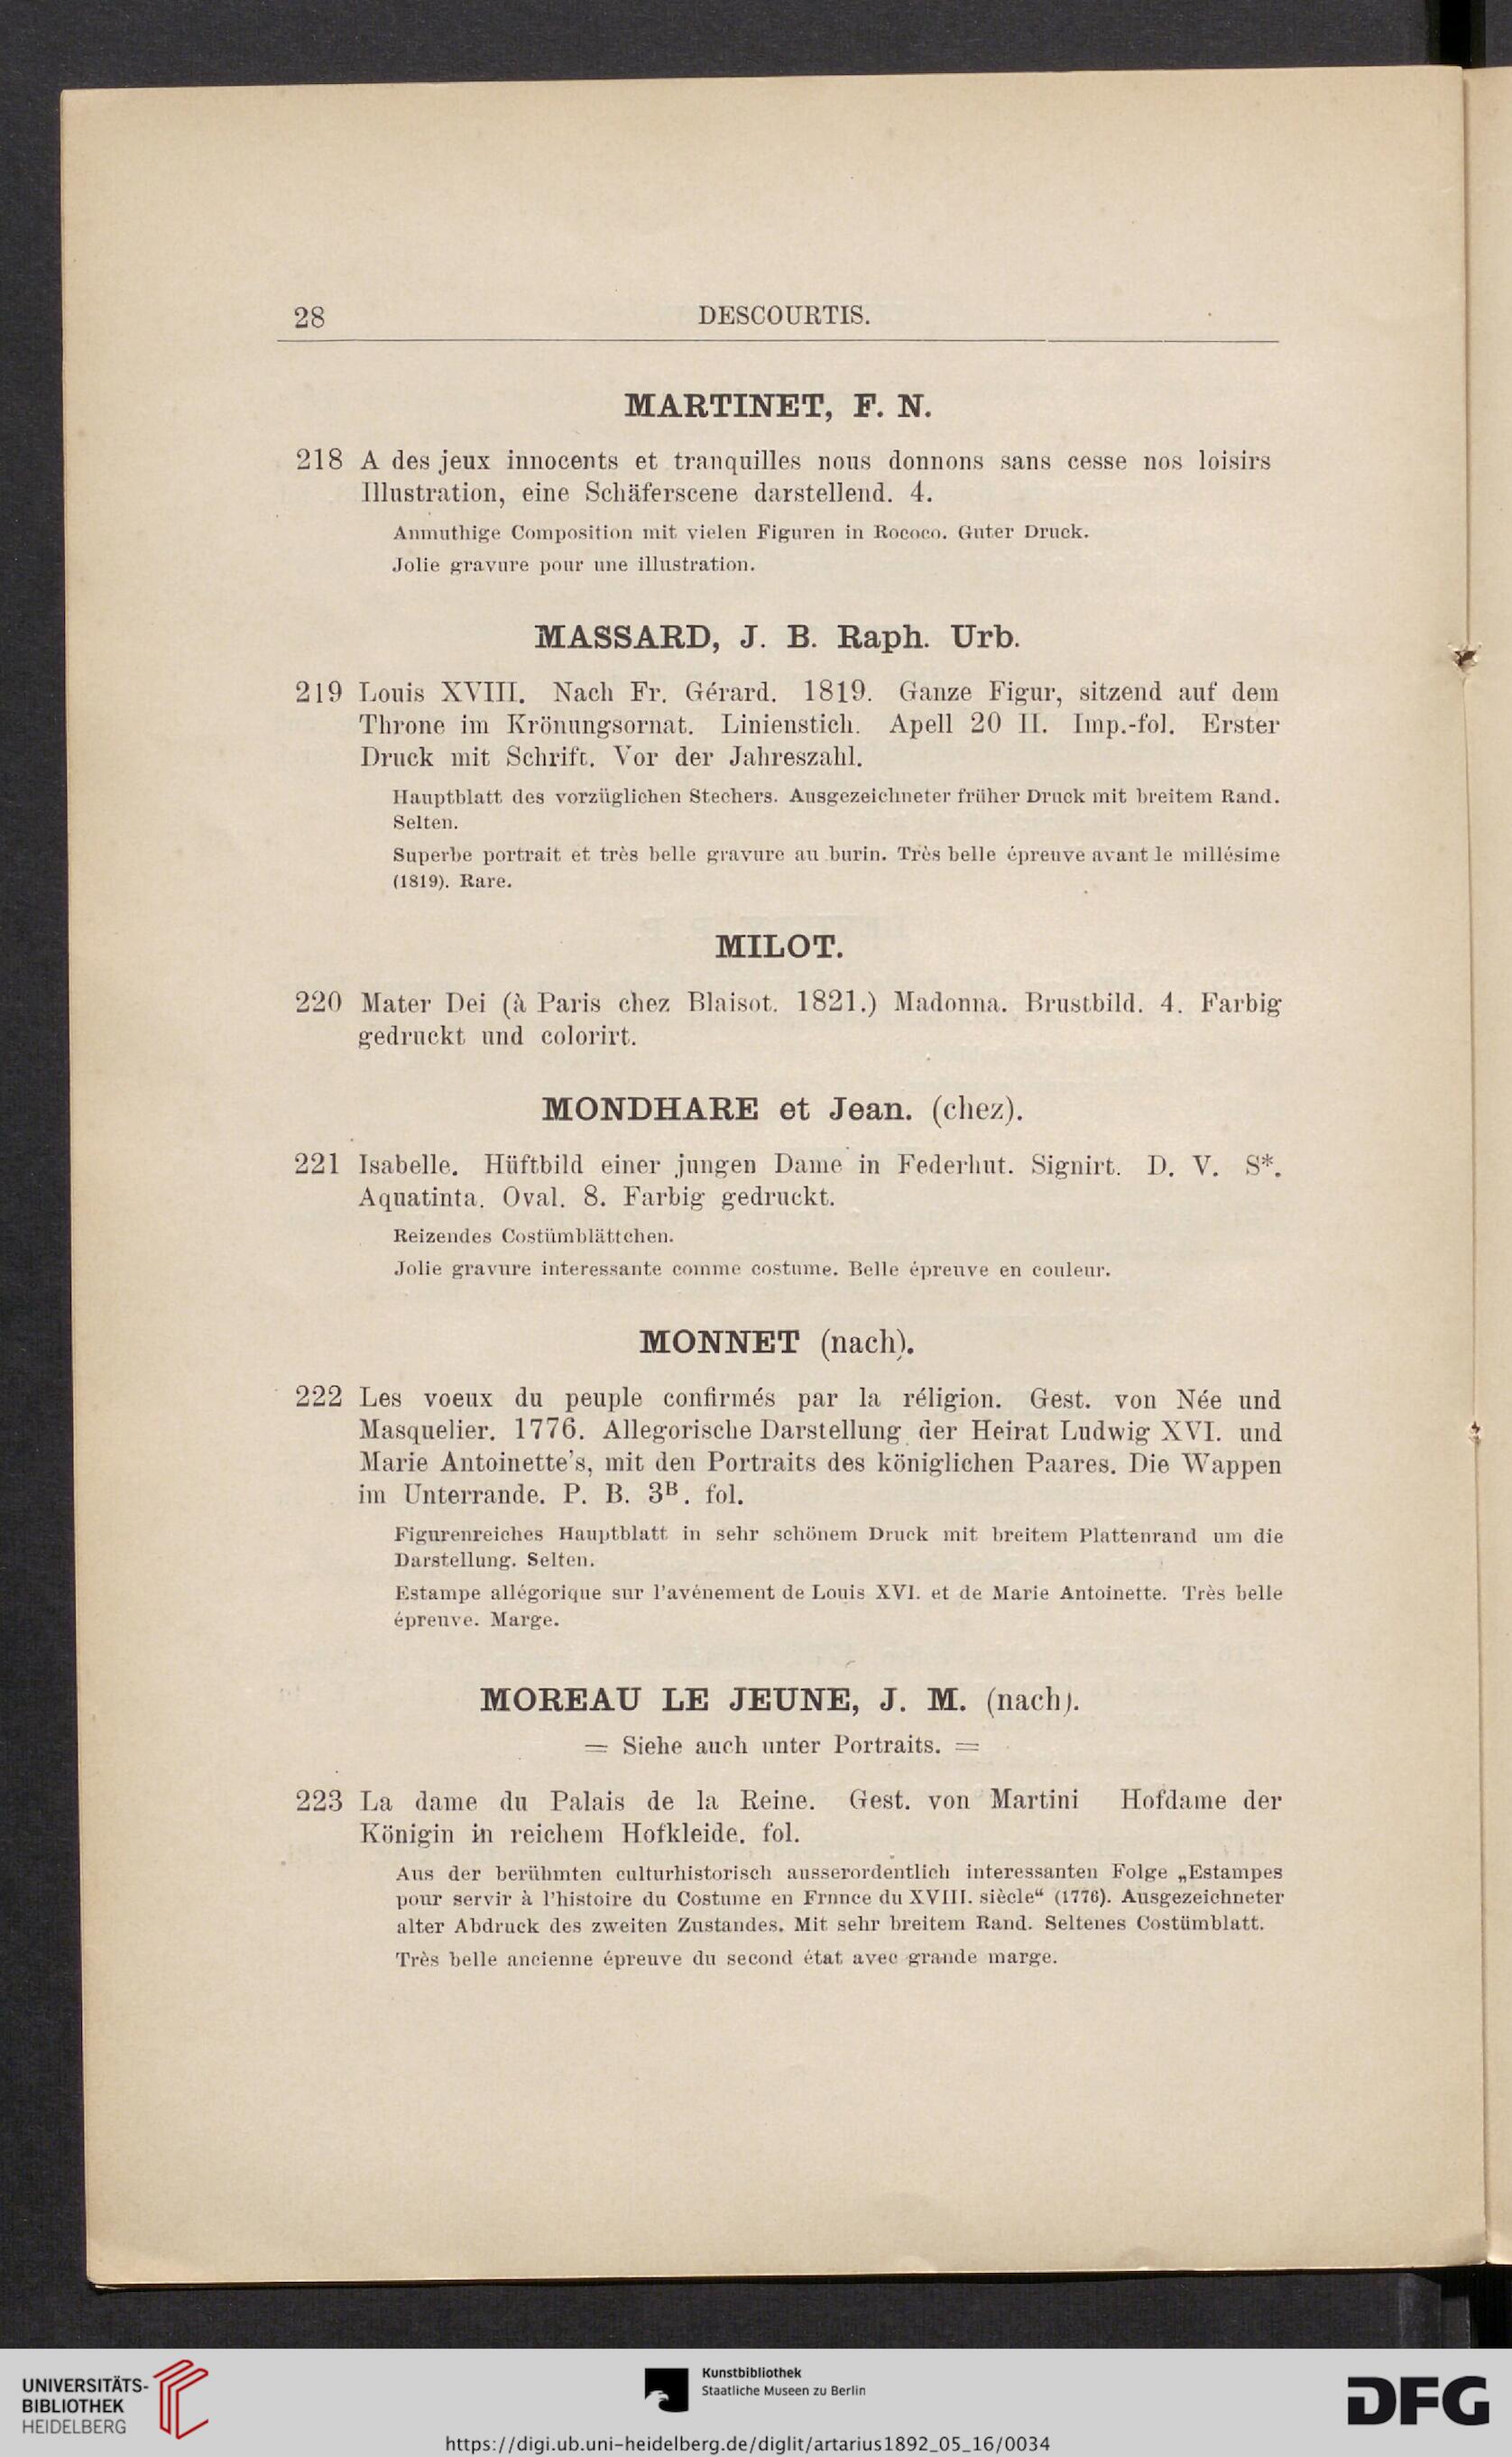 28 DESCOURTIS.
MARTINET, F. N.
218 A des jeux innocents et tranquilles nous donnons sans cesse nos loisirs
Illustration, eine Schäferscene darstellend. 4.
Anmuthige Composition mit vielen Figuren in Rococo. Guter Druck.
Jolie gravure pour une illustration.
MASSARD, J. B. Raph. Urb.
219 Louis XVIII. Nach Fr. Gérard. 1819. Ganze Figur, sitzend auf dem
Throne im Krönungsornat. Linienstich. Apell 20 II. Imp.-fol. Erster
Druck mit Schrift. Vor der Jahreszahl.
Hauptblatt des vorzüglichen Stechers. Ausgezeichneter früher Druck mit breitem Rand.
Selten.
Superbe portrait et très belle gravure au burin. Très belle épreuve avant le millésime
(1819). Rare.
MILOT.
220 Mater Dei (à Paris chez Blaisot. 1821.) Madonna. Brustbild. 4. Farbig
gedruckt und colorirt.
MONDHARE et Jean. (chez).
221 Isabelle. Hüftbild einer jungen Dame in Federhut. Signirt. D. V. S*.
Aquatinta. Oval. 8. Farbig gedruckt.
Reizendes Costümblättchen.
Jolie gravure interessante comme costume. Belle épreuve en couleur.
MONNET (nach).
222 Les voeux du peuple confirmés par la réligion. Gest. von Née und
Masquelier. 1776. Allegorische Darstellung der Heirat Ludwig XVI. und
Marie Antoinette's, mit den Portraits des königlichen Paares. Die Wappen
im Unterrande. P. B. 3B. fol.
Figurenreiches Hauptblatt in sehr schönem Druck mit breitem Plattenrand um die
Darstellung. Selten.
Estampe allégorique sur l'avénement de Louis XVI. et de Marie Antoinette. Très belle
épreuve. Marge.
MOREAU LE JEUNE, J. M. (nach).
= Siehe auch unter Portraits. =
223 La dame du Palais de la Reine. Gest. von Martini Hofdame der
Königin in reichem Hofkleide. fol.
Aus der berühmten culturhistorisch ausserordentlich interessanten Folge „Estampes
pour servir à l'histoire du Costume en Frnnce du XVIII. siècle“ (1776). Ausgezeichneter
alter Abdruck des zweiten Zustandes. Mit sehr breitem Rand. Seltenes Costümblatt.
Très belle ancienne épreuve du second état avec grande marge.
UNIVERSITÄTS-
BIBLIOTHEK
HEIDELBERG
Kunstbibliothek
Staatliche Museen zu Berlin
DFG
https://digi.ub.uni-heidelberg.de/diglit/artarius1892_05_16/0034